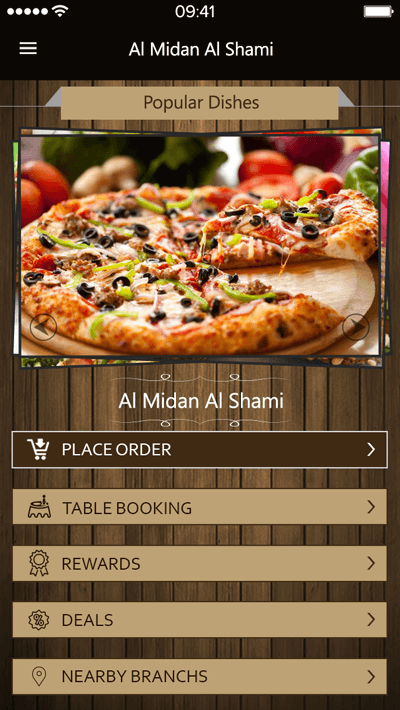 09:41
Al Midan Al Shami
Popular Dishes
Al Midan Al Shami
PLACE ORDER
TABLE BOOKING
REWARDS
DEALS
NEARBY BRANCHS